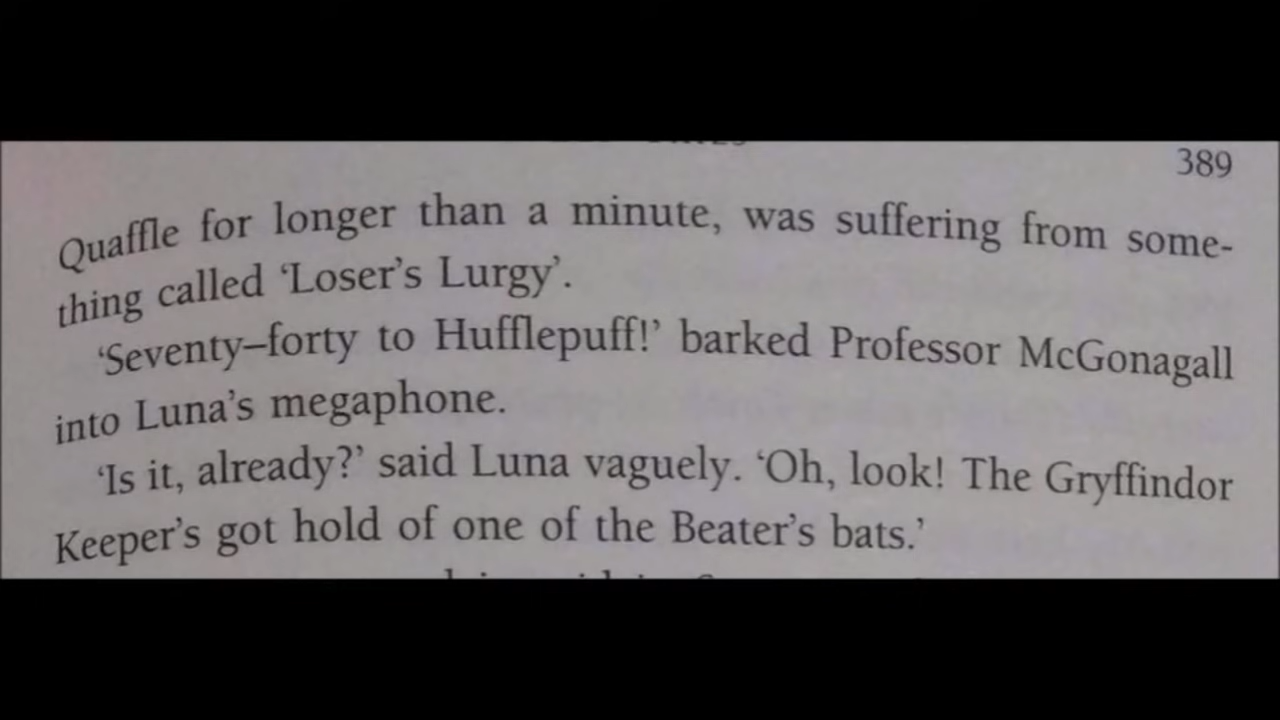 389
Quaffle for longer than a minute, was suffering from some-
thing called ‘Loser’s Lurgy’.
‘Seventy–forty to Hufflepuff!’ barked Professor McGonagall
into Luna’s megaphone.
‘Is it, already?’ said Luna vaguely. ‘Oh, look! The Gryffindor
Keeper’s got hold of one of the Beater’s bats.’